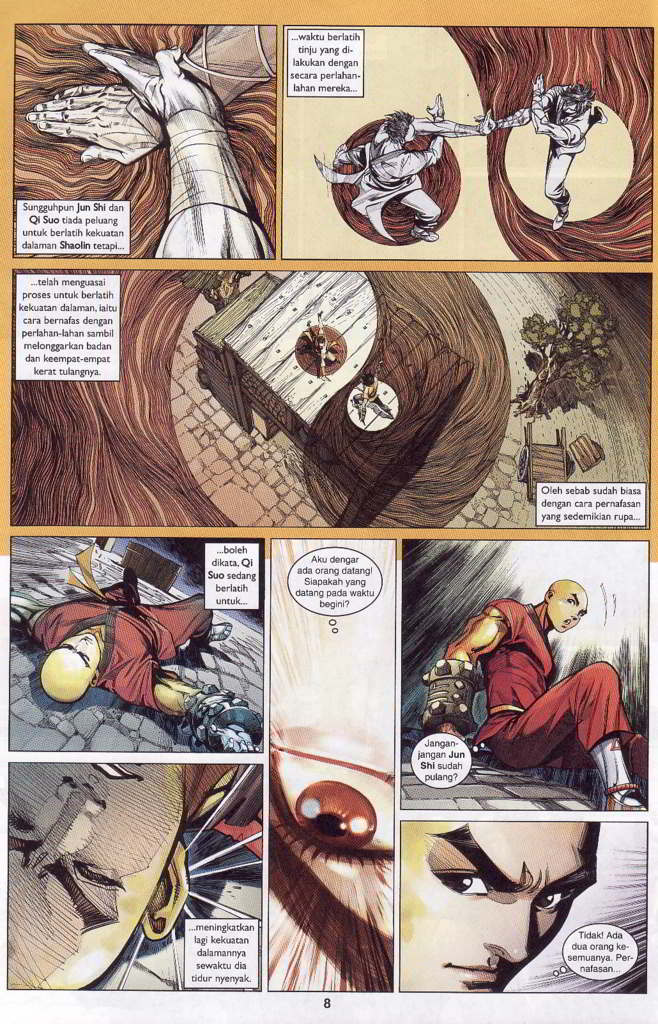 Sungguhpun Jun Shi dan
Qi Suo tiada peluang
untuk berlatih kekuatan
dalaman Shaolin tetapi...
...waktu berlatih
tinju yang di-
lakukan dengan
secara perlahan-
lahan mereka...
...telah menguasai
proses untuk berlatih
kekuatan dalaman, iaitu
cara bernafas dengan
perlahan-lahan sambil
melonggarkan badan
dan keempat-empat
kerat tulangnya.
Oleh sebab sudah biasa
dengan cara pernafasan
yang sedemikian rupa...
...boleh
dikata, Qi
Suo sedang
berlatih
untuk...
...meningkatkan
lagi kekuatan
dalamannya
sewaktu dia
tidur nyenyak.
Aku dengar
ada orang datang!
Siapakah yang
datang pada waktu
begini?
Jangan-
jangan Jun
Shi sudah
pulang?
Tidak! Ada
dua orang ke-
semuanya. Per-
nafasan...
8